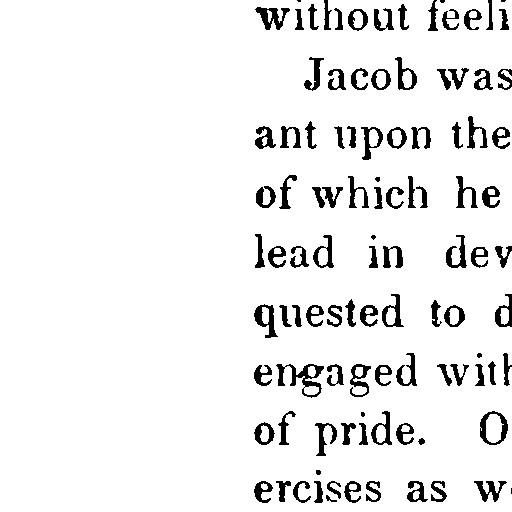 without feeli
Jacob was
ant upon the
of which he
lead in dev
quested to d
engaged with
of pride. O
ercises as w